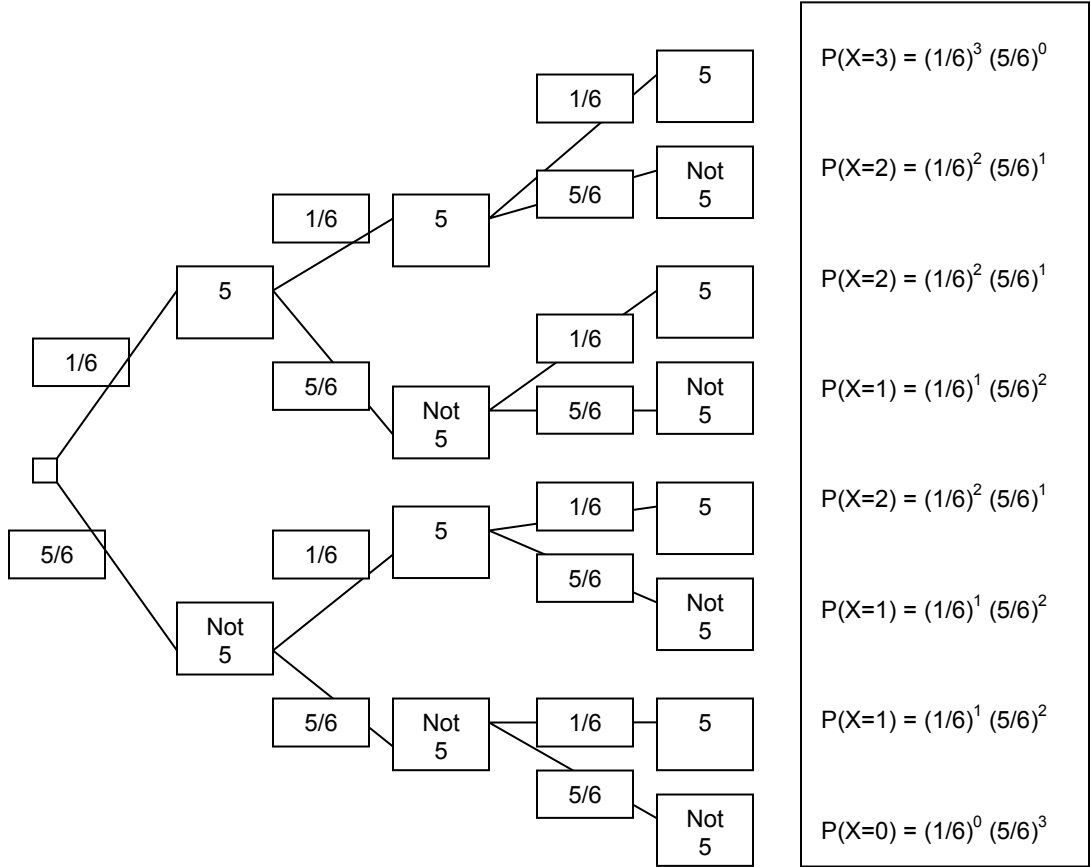 5
P(X=3) = (1/6)³ (5/6)⁰
1/6
Not
5
P(X=2) = (1/6)² (5/6)¹
5/6
1/6
5
5
5
P(X=2) = (1/6)² (5/6)¹
1/6
1/6
5/6
Not
5
P(X=1) = (1/6)¹ (5/6)²
Not
5
5/6
1/6
5
P(X=2) = (1/6)² (5/6)¹
5
5/6
1/6
5/6
Not
5
P(X=1) = (1/6)¹ (5/6)²
Not
5
5/6
Not
5
1/6
5
P(X=1) = (1/6)¹ (5/6)²
5/6
Not
5
P(X=0) = (1/6)⁰ (5/6)³